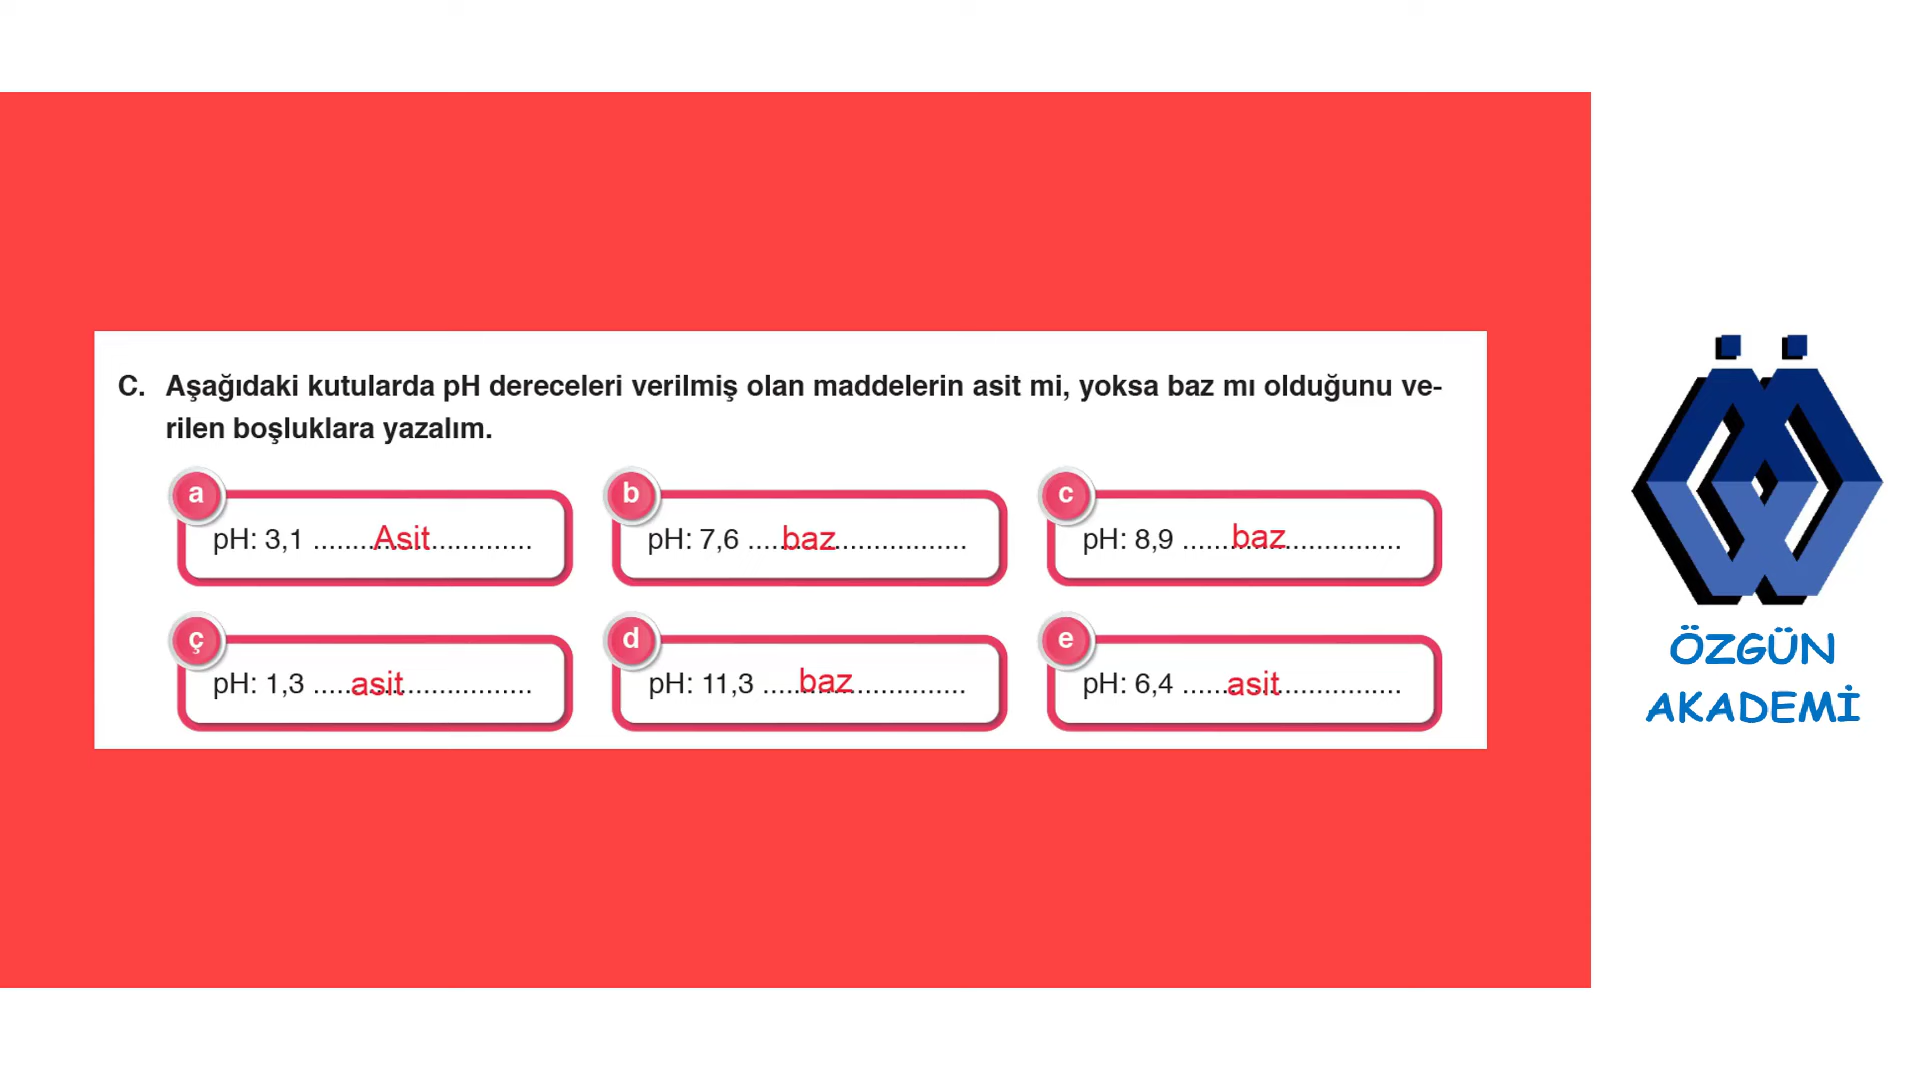 C. Aşağıdaki kutularda pH dereceleri verilmiş olan maddelerin asit mi, yoksa baz mı olduğunu ve-
rilen boşluklara yazalım.
a
pH: 3,1 ............Asit............
b
pH: 7,6 ............baz............
c
pH: 8,9 ............baz............
ç
pH: 1,3 ............asit............
d
pH: 11,3 ............baz............
e
pH: 6,4 ............asit............
ÖZGÜN
AKADEMİ